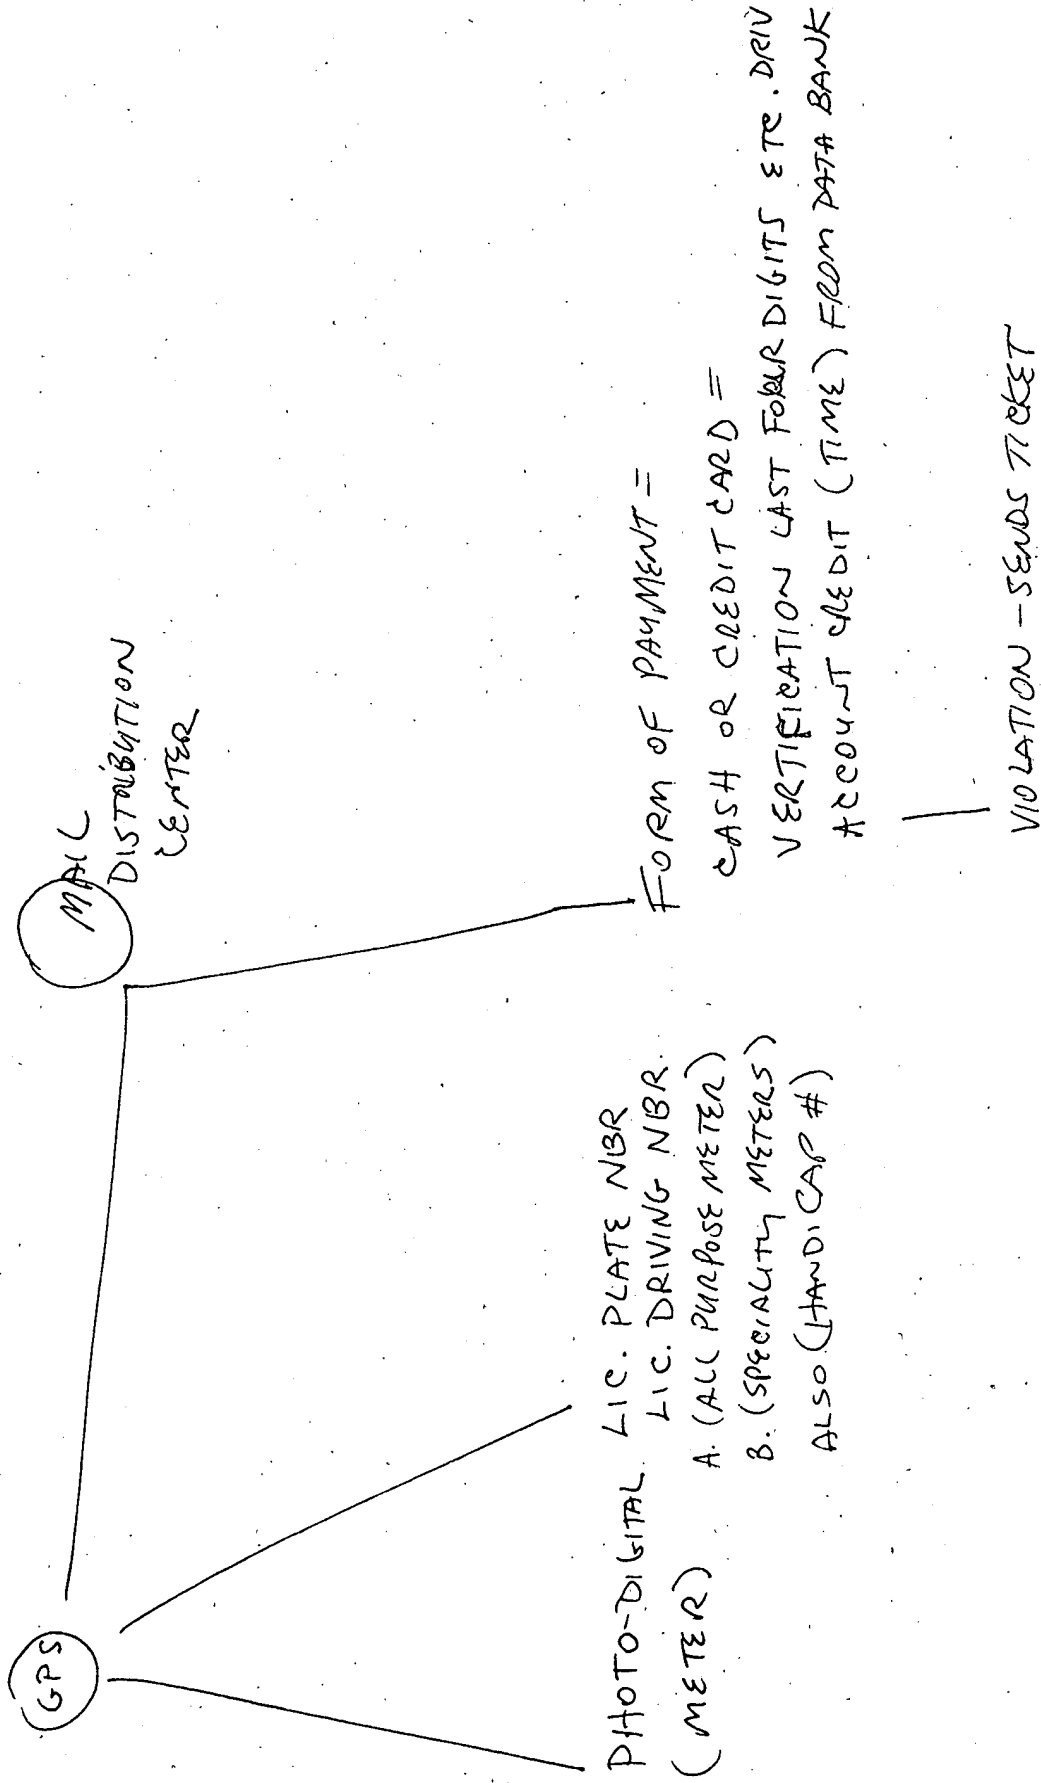 GPS
MAIL
DISTRIBUTION
CENTER
PHOTO-DIGITAL
(METER)
LIC. PLATE NBR
LIC. DRIVING NBR.
A. (ALL PURPOSE METER)
B. (SPECIALITY METERS)
ALSO (HANDICAP #)
FORM OF PAYMENT =
CASH OR CREDIT CARD =
VERTIFICATION LAST FOUR DIGITS ETC. DRIV
ACCOUNT CREDIT (TIME) FROM DATA BANK
VIOLATION - SENDS TICKET